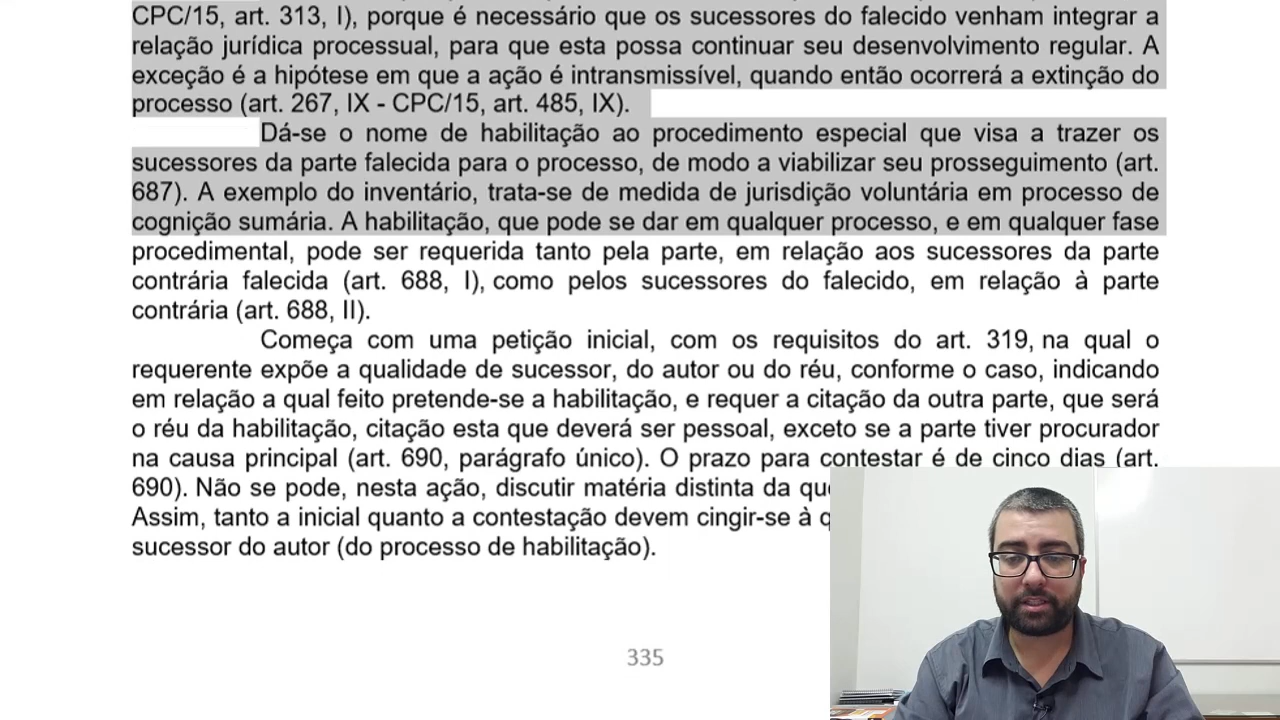 CPC/15, art. 313, I), porque é necessário que os sucessores do falecido venham integrar a
relação jurídica processual, para que esta possa continuar seu desenvolvimento regular. A
exceção é a hipótese em que a ação é intransmissível, quando então ocorrerá a extinção do
processo (art. 267, IX - CPC/15, art. 485, IX).
Dá-se o nome de habilitação ao procedimento especial que visa a trazer os
sucessores da parte falecida para o processo, de modo a viabilizar seu prosseguimento (art.
687). A exemplo do inventário, trata-se de medida de jurisdição voluntária em processo de
cognição sumária. A habilitação, que pode se dar em qualquer processo, e em qualquer fase
procedimental, pode ser requerida tanto pela parte, em relação aos sucessores da parte
contrária falecida (art. 688, I), como pelos sucessores do falecido, em relação à parte
contrária (art. 688, II).
Começa com uma petição inicial, com os requisitos do art. 319, na qual o
requerente expõe a qualidade de sucessor, do autor ou do réu, conforme o caso, indicando
em relação a qual feito pretende-se a habilitação, e requer a citação da outra parte, que será
o réu da habilitação, citação esta que deverá ser pessoal, exceto se a parte tiver procurador
na causa principal (art. 690, parágrafo único). O prazo para contestar é de cinco dias (art.
690). Não se pode, nesta ação, discutir matéria distinta da
Assim, tanto a inicial quanto a contestação devem cingir-se à
sucessor do autor (do processo de habilitação).
335